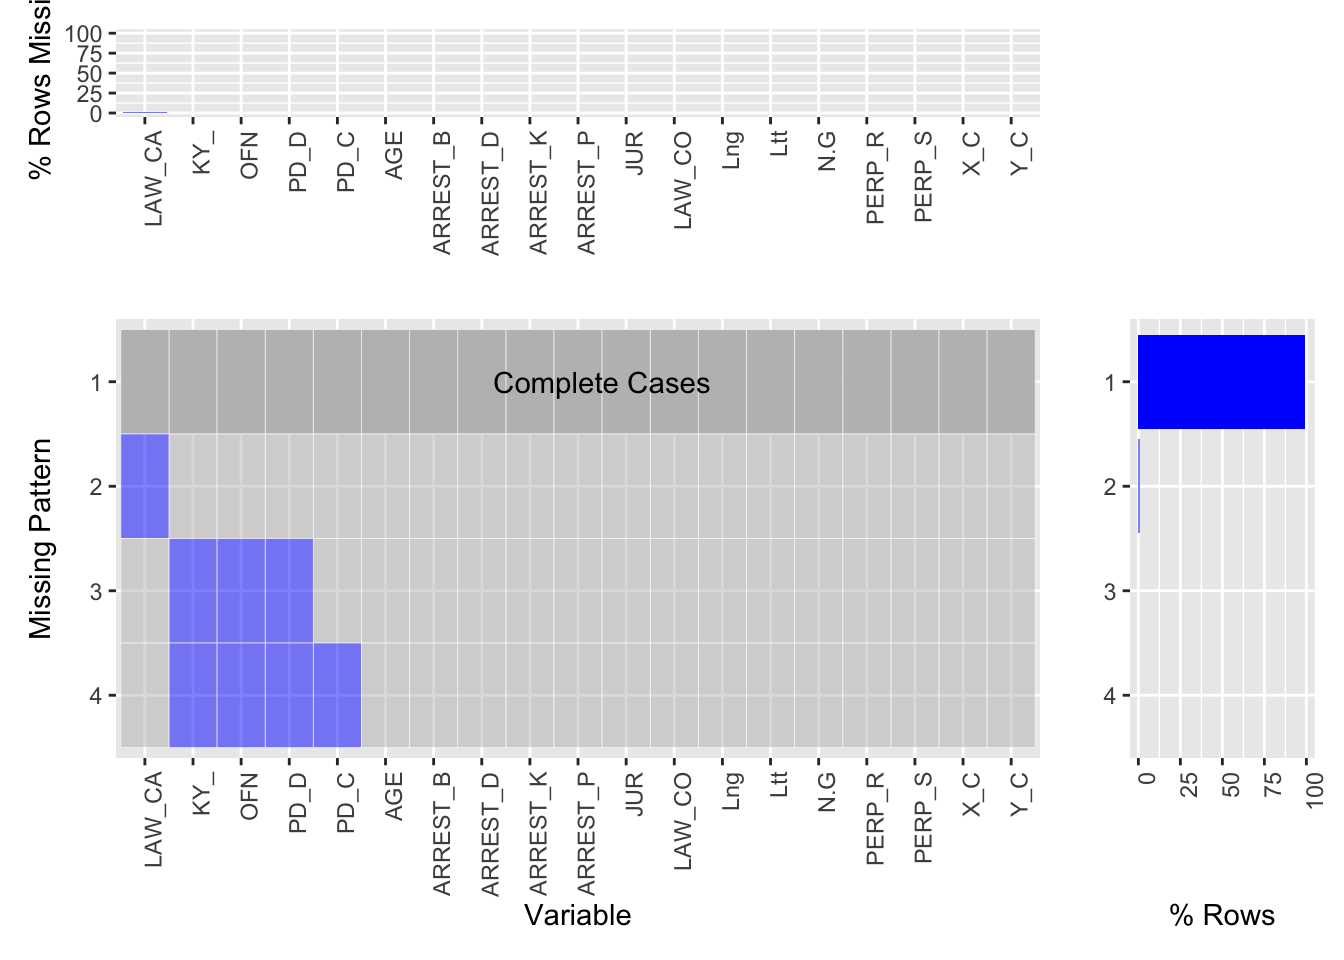 % Rows Missi
100
75
50
25
0
LAW_CA KY_ OFN PD_D PD_C AGE ARREST_B ARREST_D ARREST_K ARREST_P JUR LAW_CO Lng Ltt N.G PERP_R PERP_S X_C Y_C
Missing Pattern
1
2
3
4
Complete Cases
LAW_CA KY_ OFN PD_D PD_C AGE ARREST_B ARREST_D ARREST_K ARREST_P JUR LAW_CO Lng Ltt N.G PERP_R PERP_S X_C Y_C
Variable
1
2
3
4
0 25 50 75 100
% Rows